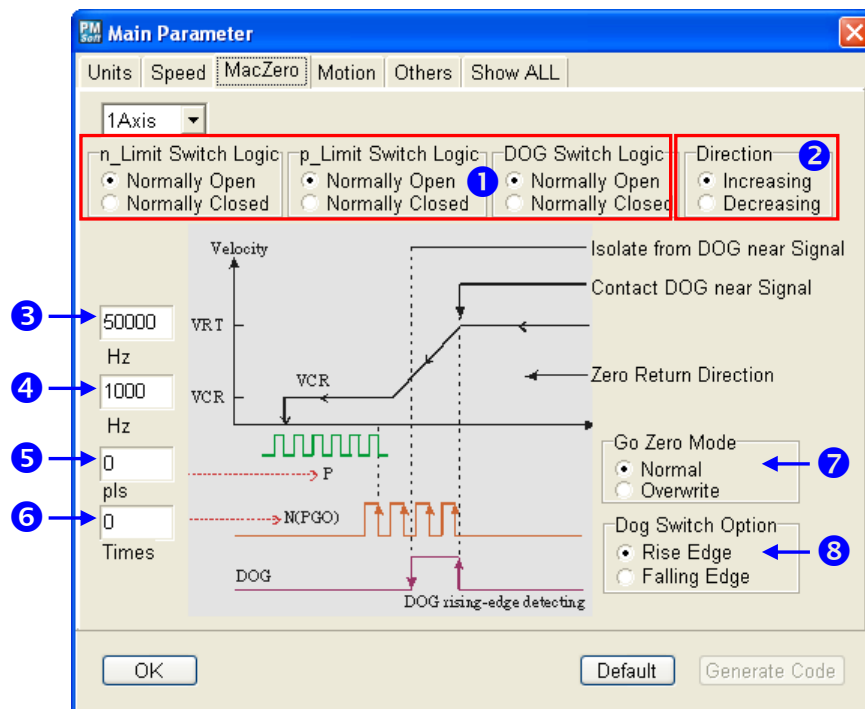 PM Soft Main Parameter
Units Speed MacZero Motion Others Show ALL
1Axis
n_Limit Switch Logic p_Limit Switch Logic DOG Switch Logic Direction 2
Normally Open Normally Open 1 Normally Open Increasing
Normally Closed Normally Closed Normally Closed Decreasing
Velocity
Isolate from DOG near Signal
Contact DOG near Signal
3 50000 VRT
Hz
Zero Return Direction
4 1000 VCR VCR
Hz
5 0
pls
P
6 0
Times
N(PGO)
DOG
DOG rising-edge detecting
Go Zero Mode
Normal 7
Overwrite
Dog Switch Option
Rise Edge 8
Falling Edge
OK Default Generate Code